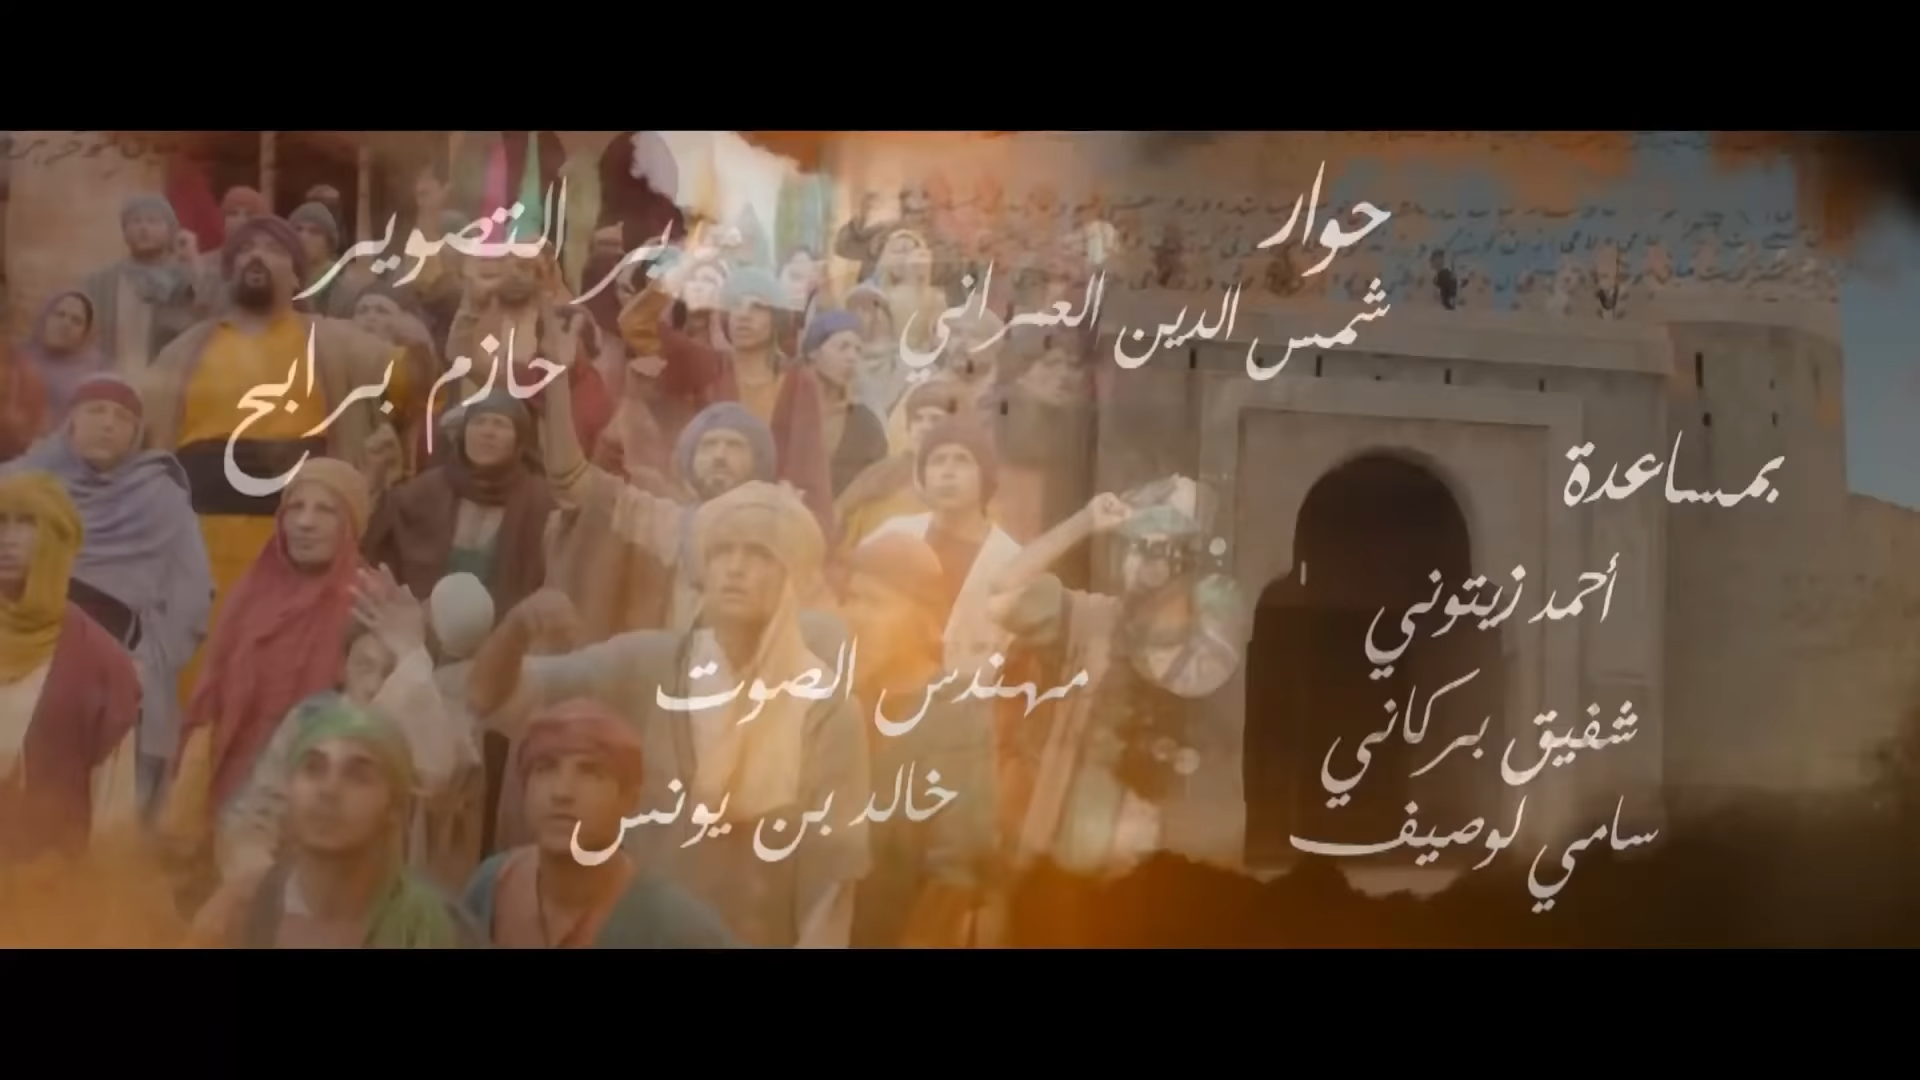 حوار
شمس الدين العمراني
بمساعدة
أحمد زيتوني
شفيق بركاني
سامي لوصيف
مدير التصوير
حازم برابح
مهندس الصوت
خالد بن يونس